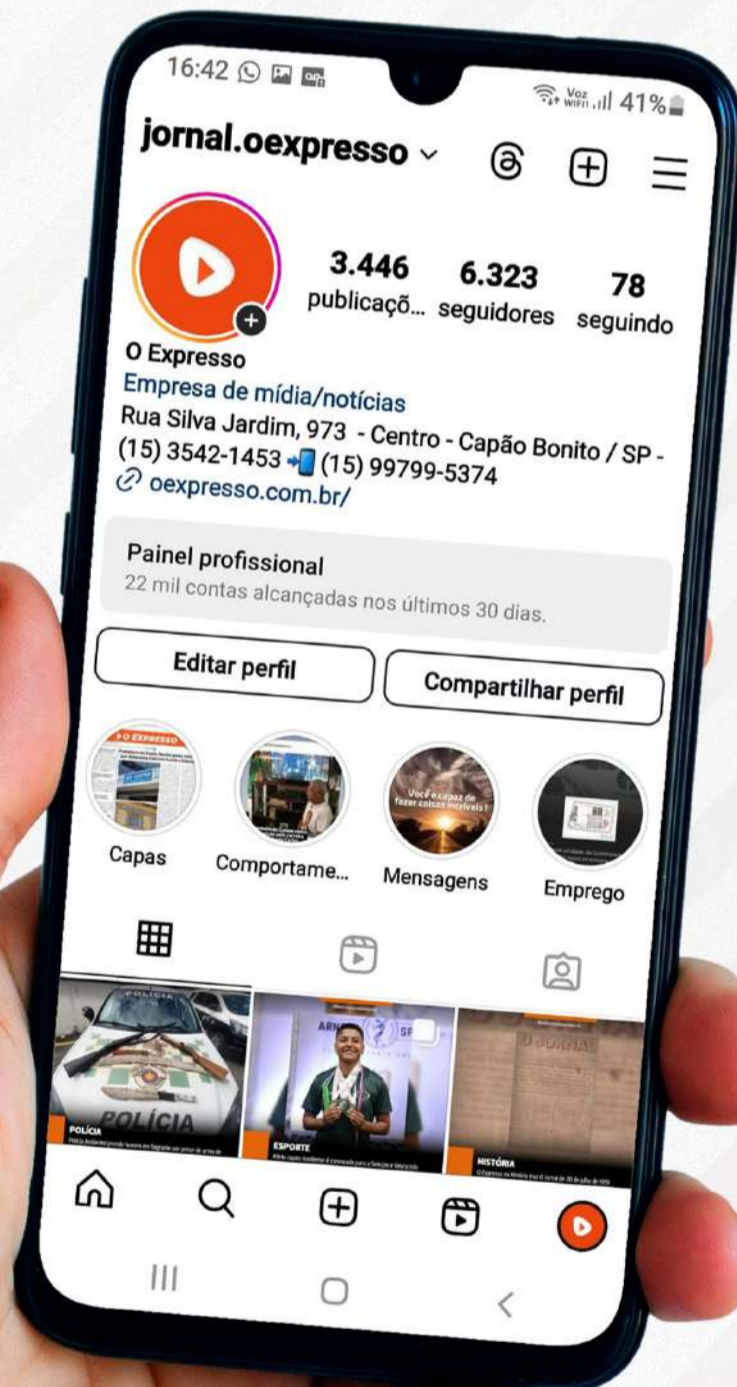 16:42
Voz
WiFi
41%
jornal.oexpresso
3.446
6.323
78
publicaçõ...
seguidores
seguindo
O Expresso
Empresa de mídia/notícias
Rua Silva Jardim, 973 - Centro - Capão Bonito / SP -
(15) 3542-1453 📲 (15) 99799-5374
oexpresso.com.br/
Painel profissional
22 mil contas alcançadas nos últimos 30 dias.
Editar perfil
Compartilhar perfil
O EXPRESSO
Você é capaz de
fazer coisas incríveis!
Capas
Comportame...
Mensagens
Emprego
POLÍCIA
POLÍCIA
POLÍCIA
ESPORTE
O JORNAL
HISTÓRIA